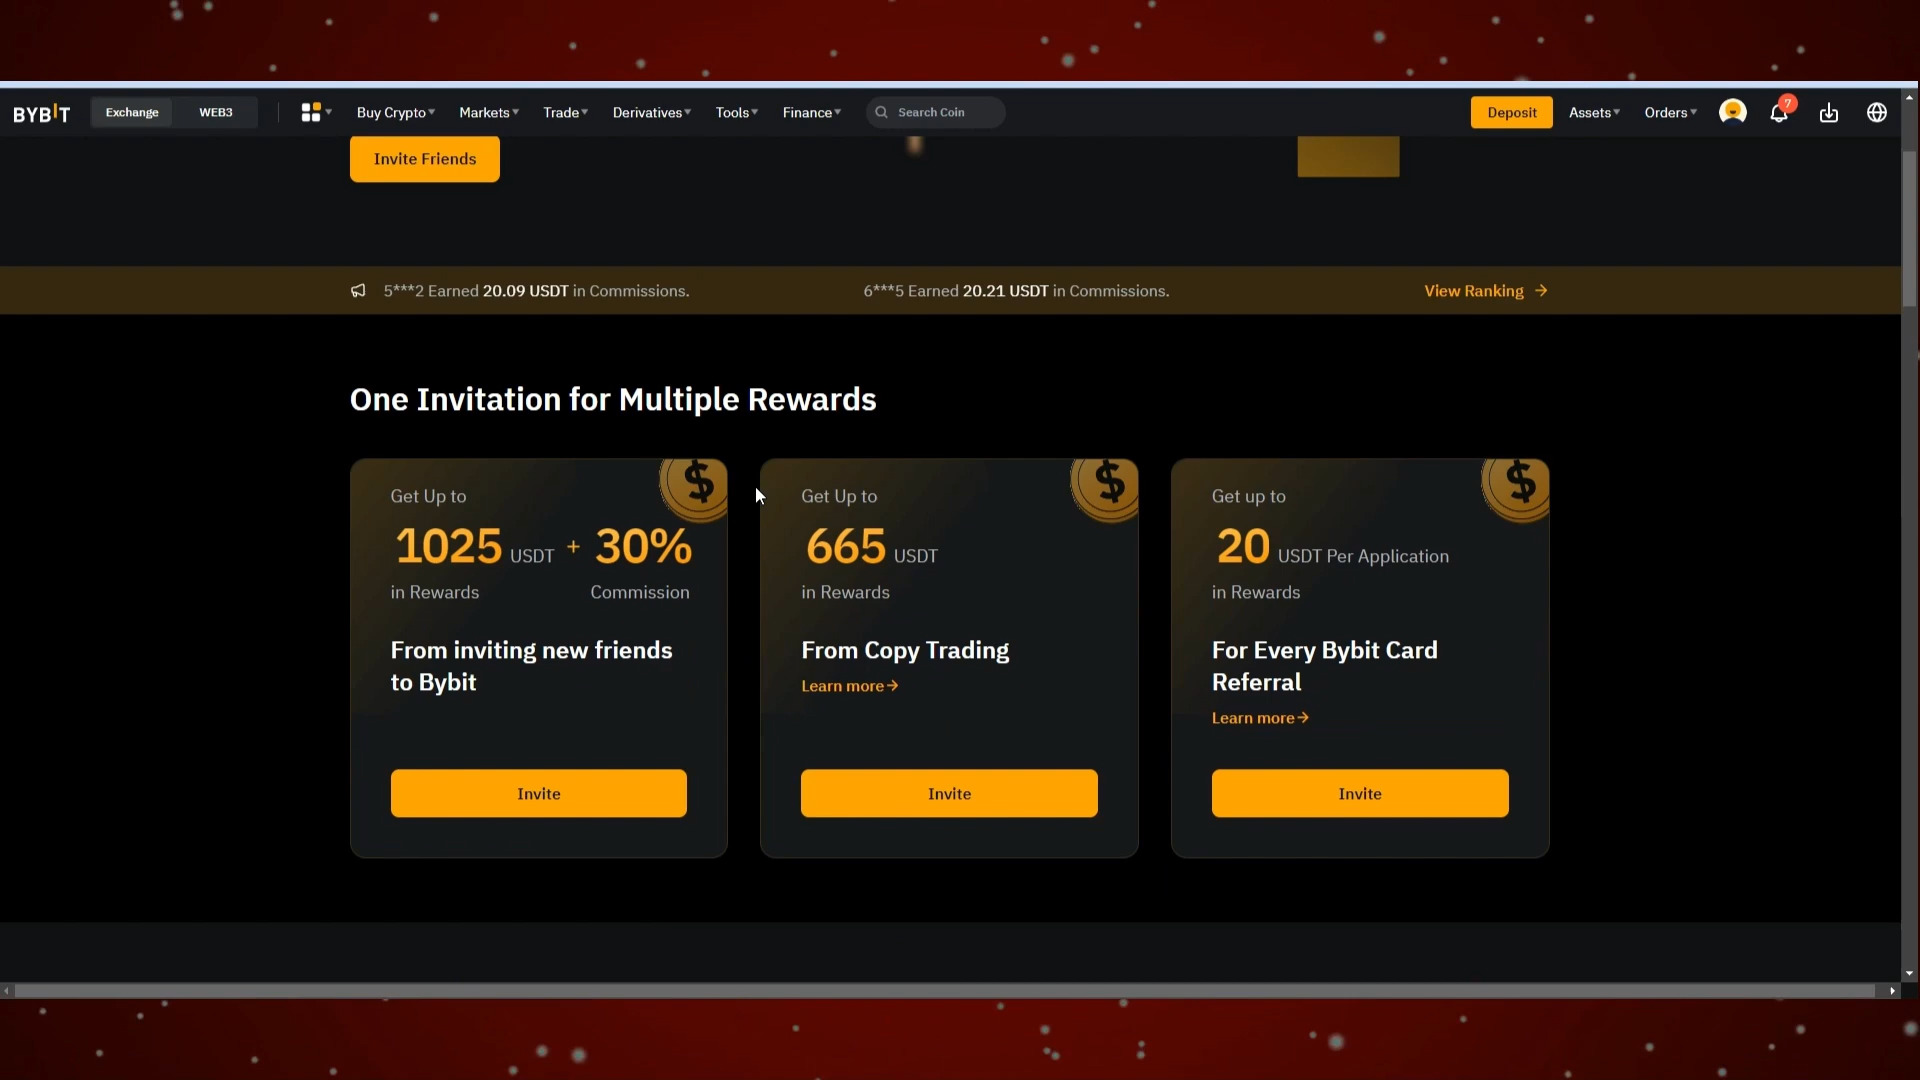 BYBIT Exchange WEB3 Buy Crypto Markets Trade Derivatives Tools Finance Search Coin Deposit Assets Orders 7
Invite Friends
5***2 Earned 20.09 USDT in Commissions. 6***5 Earned 20.21 USDT in Commissions. View Ranking →
One Invitation for Multiple Rewards
$
Get Up to
1025 USDT + 30%
in Rewards Commission
From inviting new friends
to Bybit
Invite
$
Get Up to
665 USDT
in Rewards
From Copy Trading
Learn more→
Invite
$
Get up to
20 USDT Per Application
in Rewards
For Every Bybit Card
Referral
Learn more→
Invite